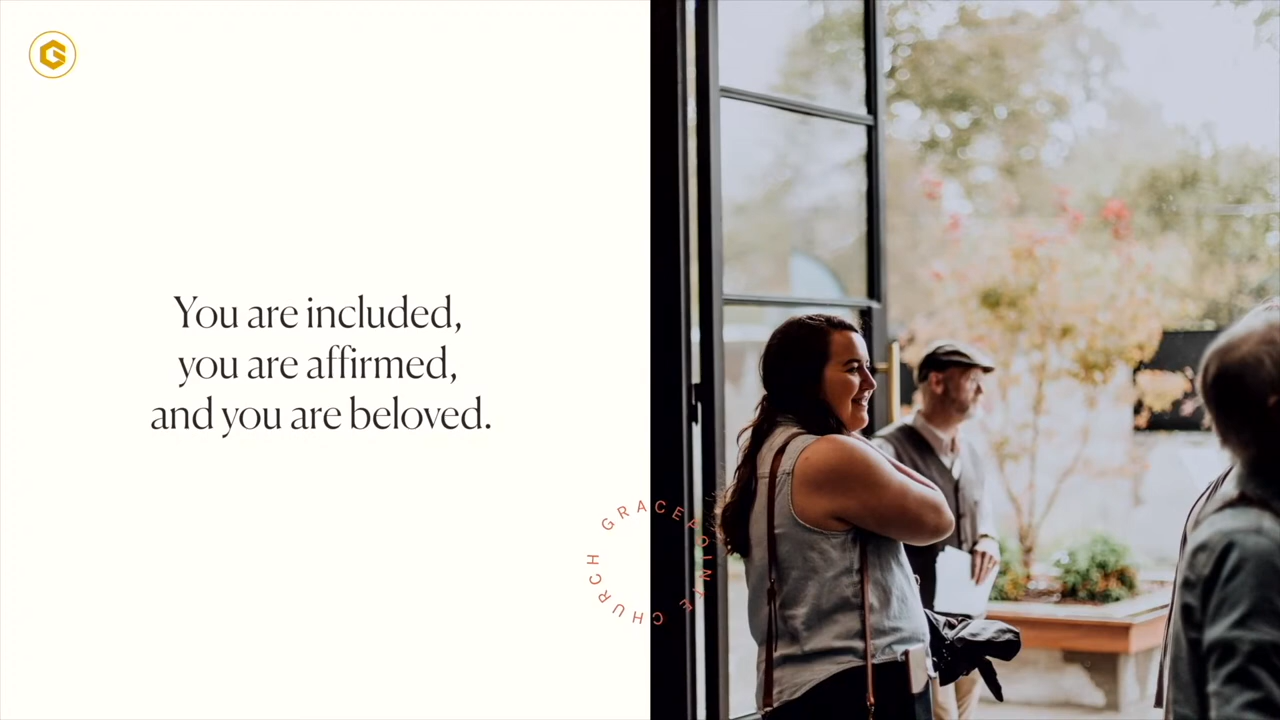 You are included,
you are affirmed,
and you are beloved.
GRACEPOINTE CHURCH